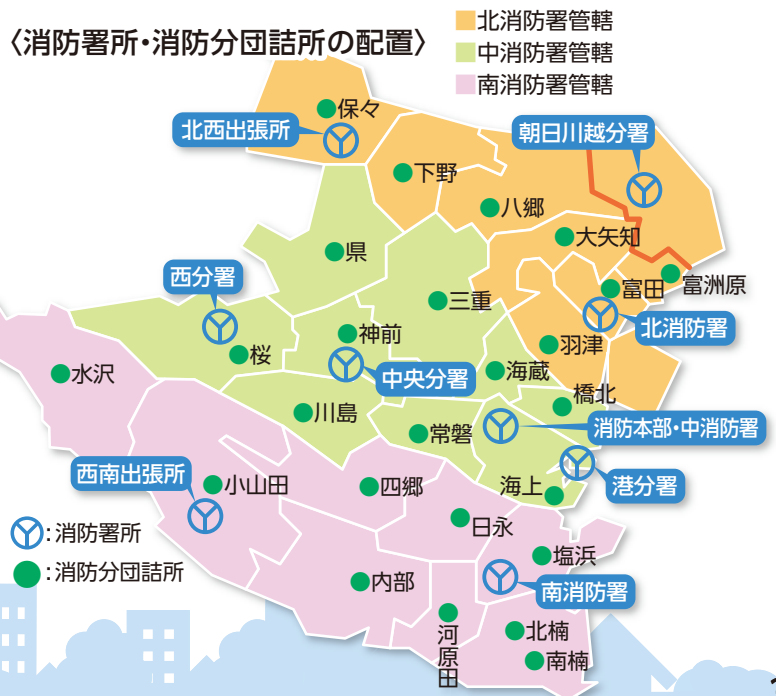 〈消防署所・消防分団詰所の配置〉
北消防署管轄
中消防署管轄
南消防署管轄
保々
北西出張所
朝日川越分署
下野
八郷
大矢知
県
西分署
富洲原
富田
三重
北消防署
神前
羽津
桜
水沢
中央分署
海蔵
橋北
川島
常磐
消防本部・中消防署
西南出張所
小山田
四郷
海上
港分署
日永
:消防署所
塩浜
:消防分団詰所
内部
南消防署
北楠
河原田
南楠